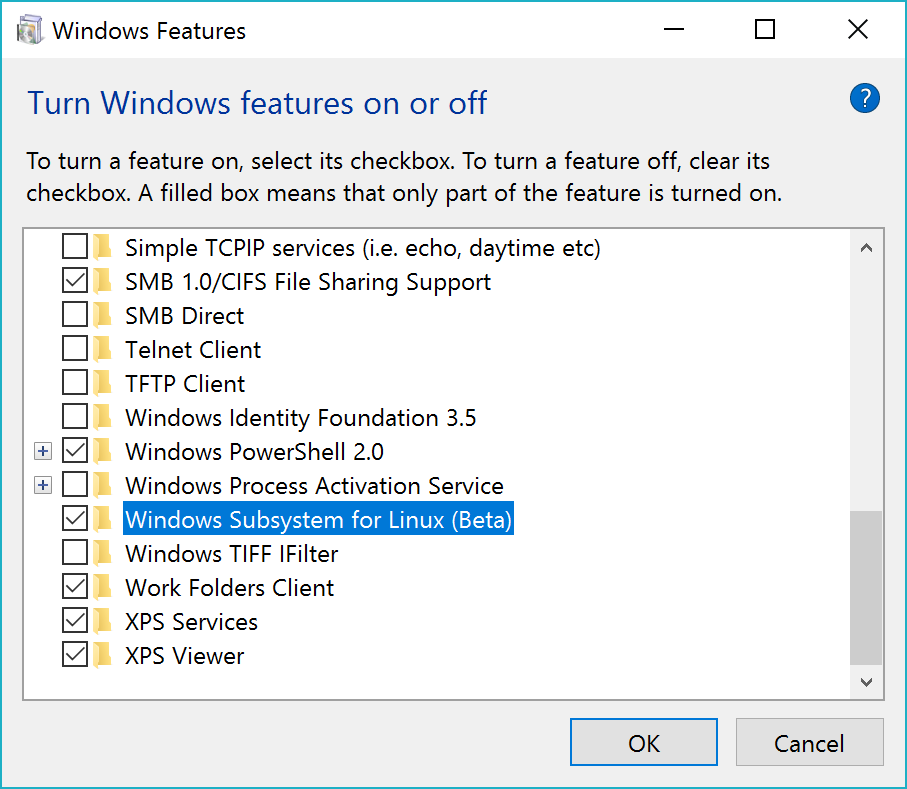 Windows Features
Turn Windows features on or off
?
To turn a feature on, select its checkbox. To turn a feature off, clear its
checkbox. A filled box means that only part of the feature is turned on.
Simple TCPIP services (i.e. echo, daytime etc)
SMB 1.0/CIFS File Sharing Support
SMB Direct
Telnet Client
TFTP Client
Windows Identity Foundation 3.5
Windows PowerShell 2.0
Windows Process Activation Service
Windows Subsystem for Linux (Beta)
Windows TIFF IFilter
Work Folders Client
XPS Services
XPS Viewer
OK
Cancel